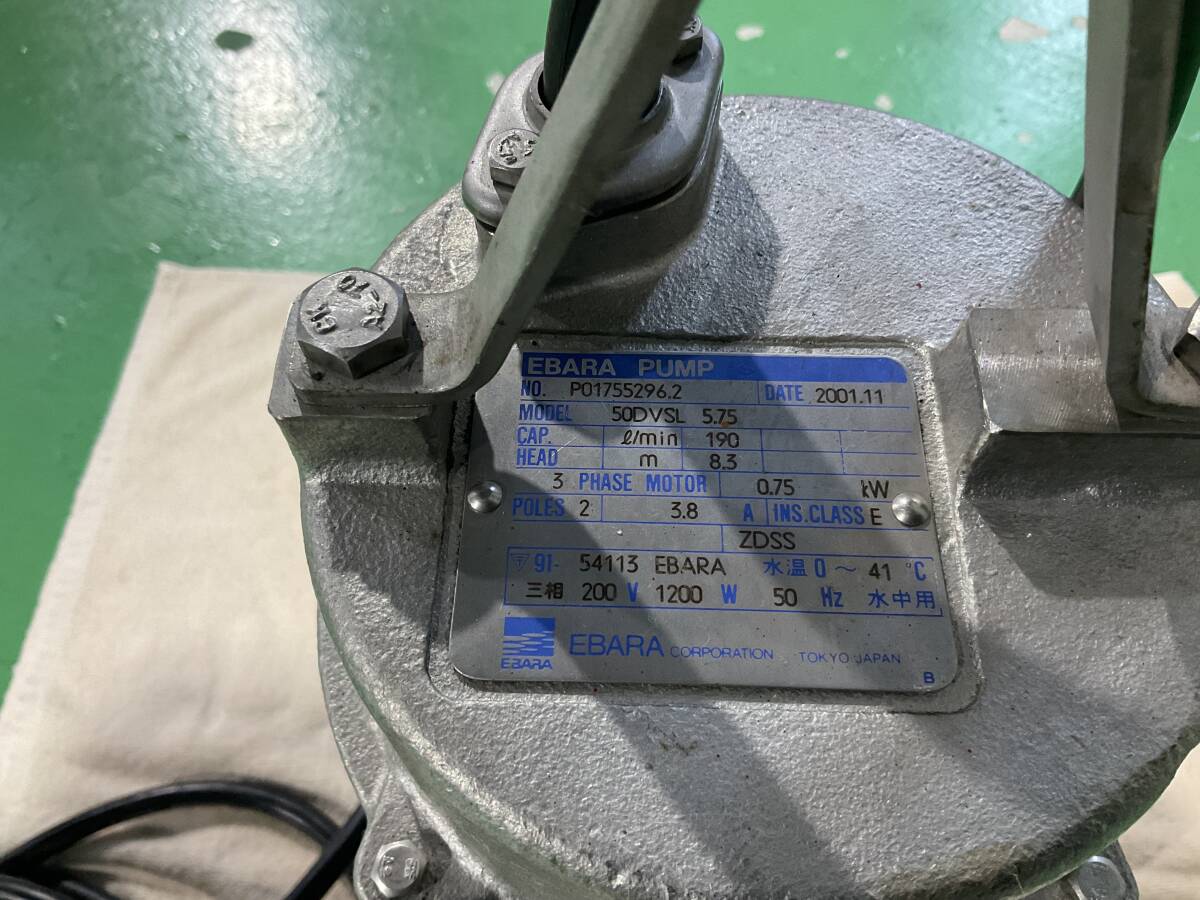 EBARA PUMP
NO. P01755296.2 DATE 2001.11
MODEL 50DVSL 5.75
CAP. ℓ/min 190
HEAD m 8.3
3 PHASE MOTOR 0.75 kW
POLES 2 3.8 A INS.CLASS E
ZDSS
▽91- 54113 EBARA 水温 0 ～ 41 °C
三相 200 V 1200 W 50 Hz 水中用
EBARA
EBARA CORPORATION TOKYO JAPAN
B